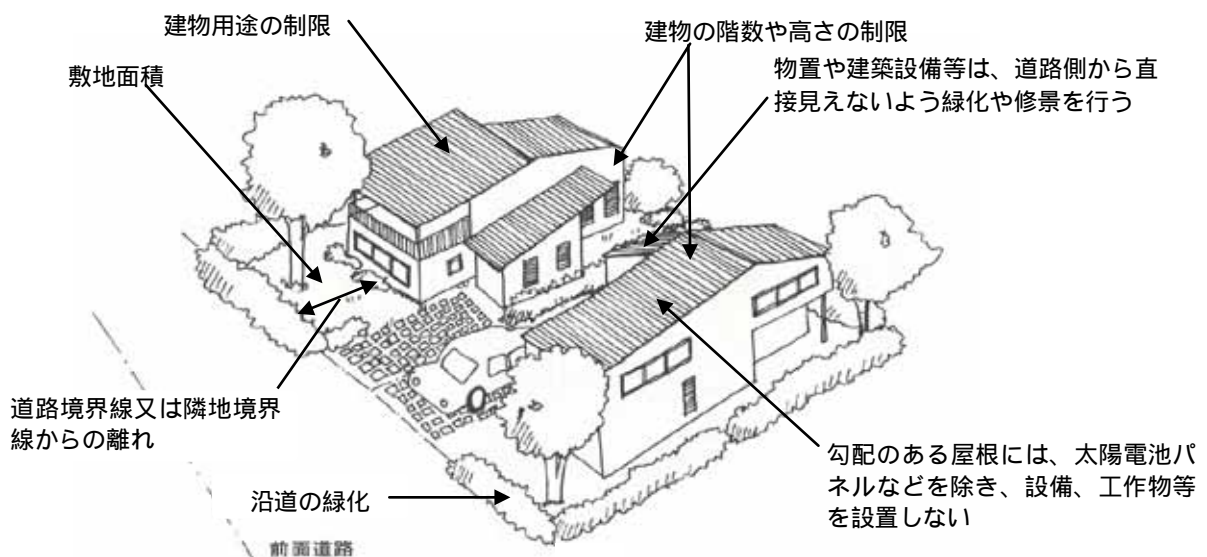 建物用途の制限
建物の階数や高さの制限
敷地面積
物置や建築設備等は、道路側から直
接見えないよう緑化や修景を行う
道路境界線又は隣地境界
線からの離れ
勾配のある屋根には、太陽電池パ
ネルなどを除き、設備、工作物等
を設置しない
沿道の緑化
前面道路